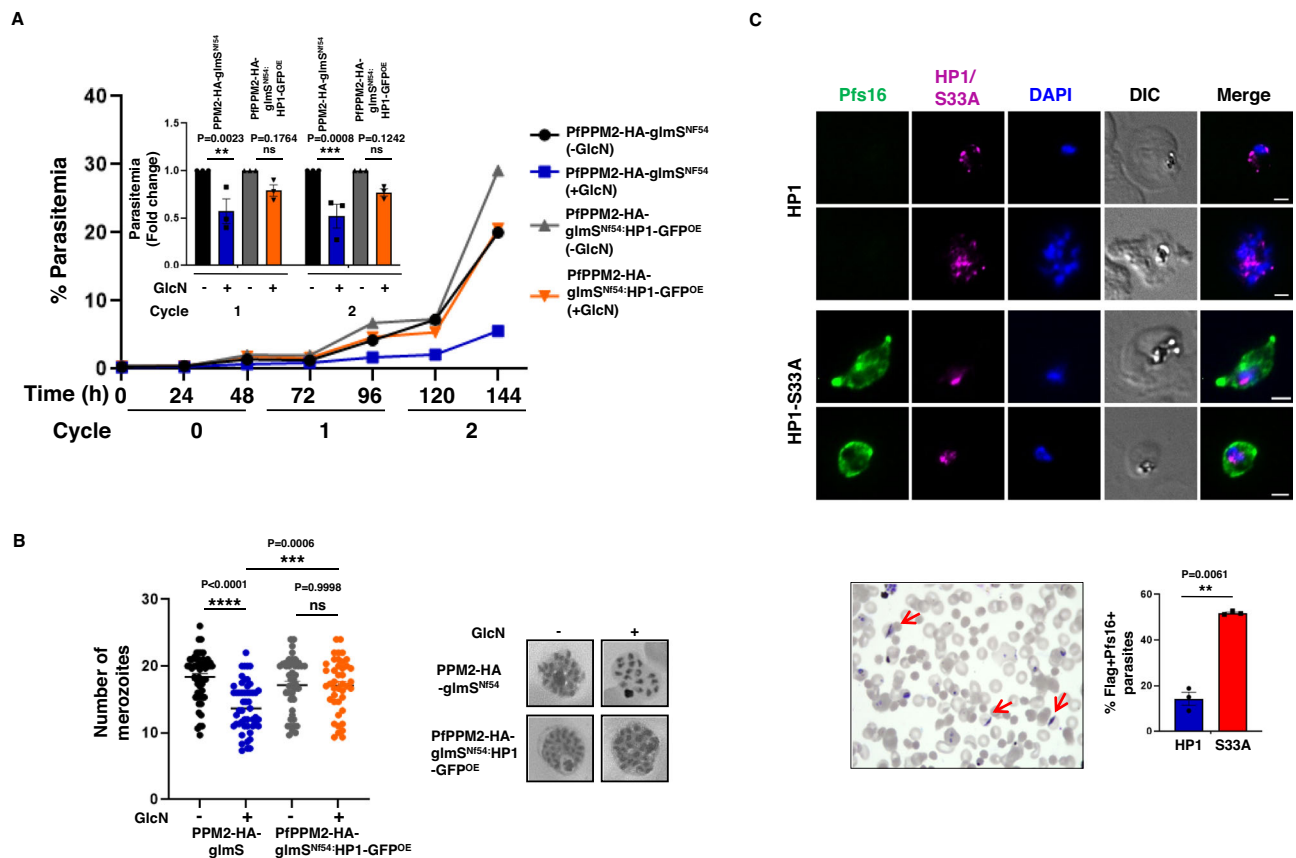 A
PPM2-HA-glmS^Nf54
PfPPM2-HA-
glmS^Nf54:
HP1-GFP^OE
PPM2-HA-glmS^Nf54
PfPPM2-HA-
glmS^Nf54:
HP1-GFP^OE
P=0.0023
P=0.1764
P=0.0008
P=0.1242
**
ns
***
ns
Parasitemia
(Fold change)
1.5
1.0
0.5
0.0
GlcN - + - + - + - +
Cycle 1 2
% Parasitemia
40
30
20
10
0
Time (h) 0 24 48 72 96 120 144
Cycle 0 1 2
PfPPM2-HA-glmS^NF54
(-GlcN)
PfPPM2-HA-glmS^NF54
(+GlcN)
PfPPM2-HA-
glmS^Nf54:HP1-GFP^OE
(-GlcN)
PfPPM2-HA-
glmS^Nf54:HP1-GFP^OE
(+GlcN)
B
P=0.0006
***
P<0.0001
****
P=0.9998
ns
Number of
merozoites
30
20
10
0
GlcN - + - +
PPM2-HA-
glmS
PfPPM2-HA-
glmS^Nf54:HP1-GFP^OE
GlcN - +
PPM2-HA
-glmS^Nf54
PfPPM2-HA-
glmS^Nf54:HP1
-GFP^OE
C
Pfs16
HP1/
S33A
DAPI
DIC
Merge
HP1
HP1-S33A
P=0.0061
**
% Flag+Pfs16+
parasites
60
40
20
0
HP1 S33A